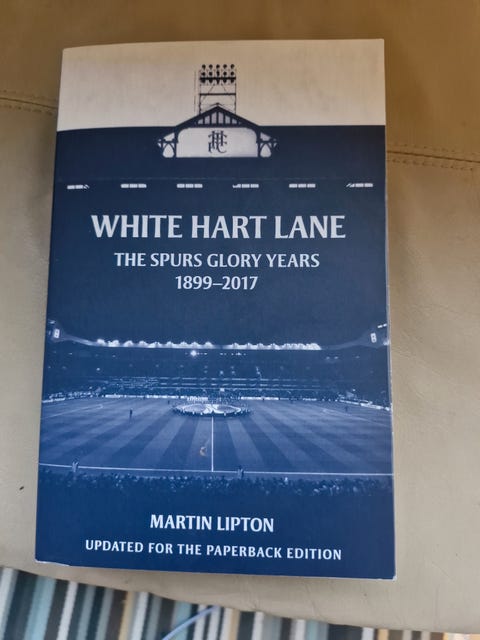 WHITE HART LANE
THE SPURS GLORY YEARS
1899–2017
MARTIN LIPTON
UPDATED FOR THE PAPERBACK EDITION